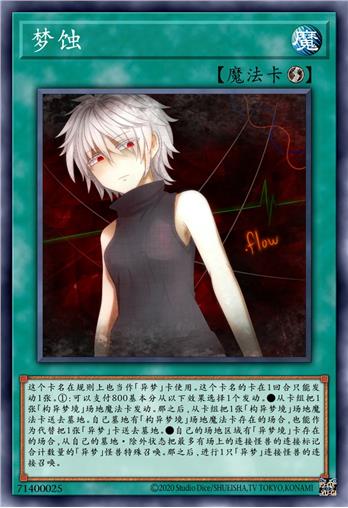 梦蚀
魔
【魔法卡】
.flow
这个卡名在规则上也当作「异梦」卡使用。这个卡名的卡在1回合只能发
动1张。①:可以支付800基本分从以下效果选择1个发动。●从卡组把1
张「构异梦境」场地魔法卡发动。那之后,从卡组把1张「构异梦境」场地魔法
卡送去墓地。自己墓地有「构异梦境」场地魔法卡存在的场合,也能作
为代替把1张「异梦」卡送去墓地。●自己的场地区域有「异梦」卡存在
的场合,从自己的墓地·除外状态把最多有场上的连接怪兽的连接标记
合计数量的「异梦」怪兽特殊召唤。那之后,进行1只「异梦」连接怪兽的连
接召唤。
71400025
©2020 Studio Dice/SHUEISHA,TV TOKYO,KONAMI